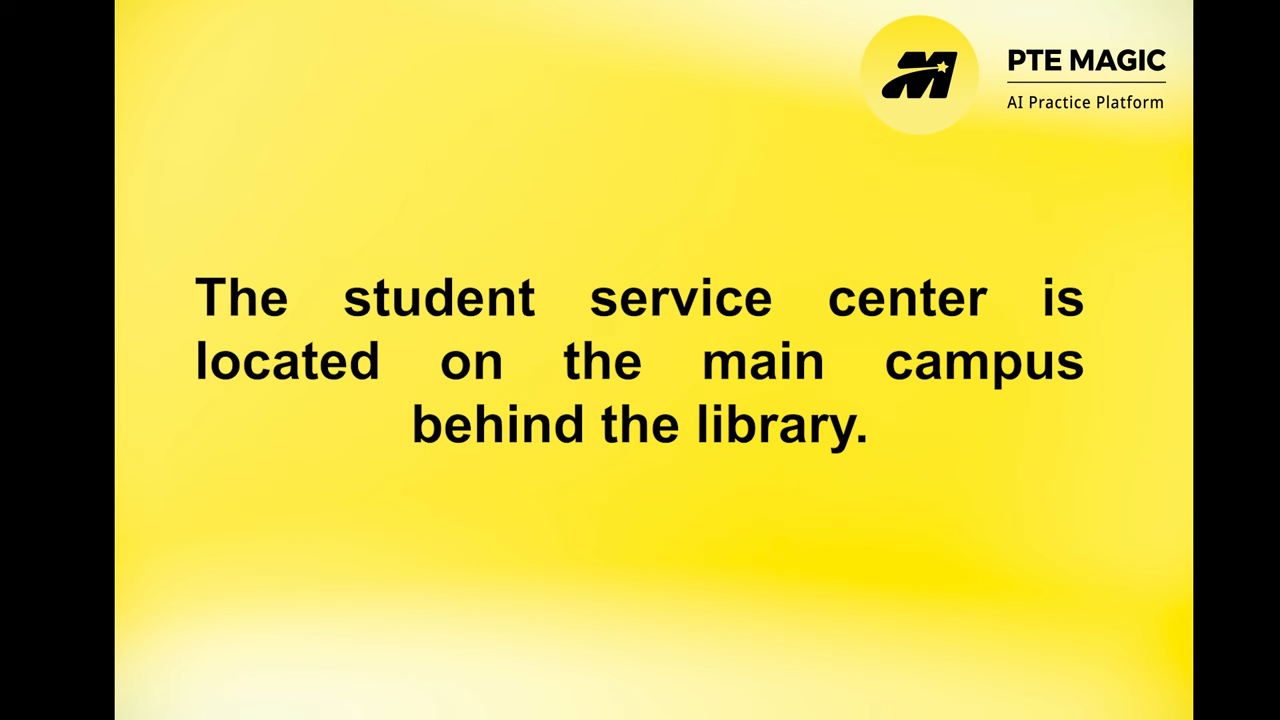 PTE MAGIC
AI Practice Platform
The student service center is
located on the main campus
behind the library.